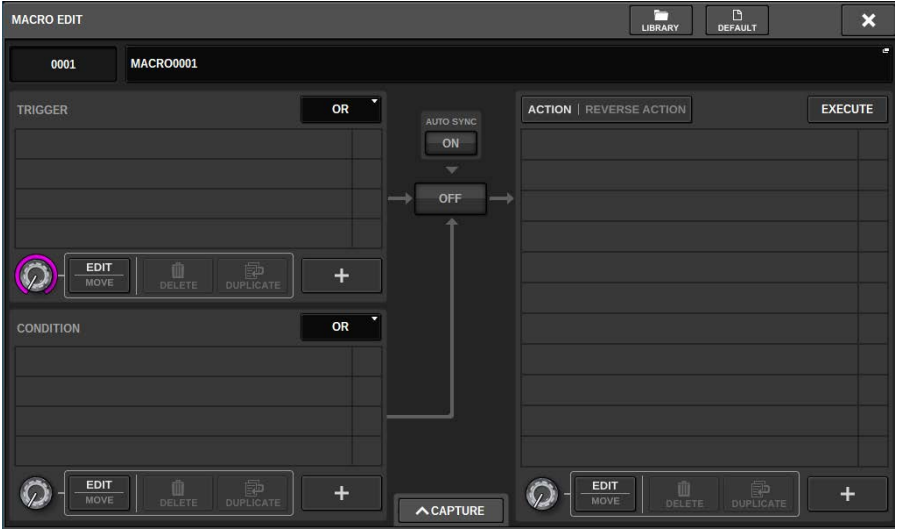 MACRO EDIT
LIBRARY
DEFAULT
0001
MACRO0001
TRIGGER
OR
AUTO SYNC
ON
OFF
ACTION | REVERSE ACTION
EXECUTE
EDIT
MOVE
DELETE
DUPLICATE
CONDITION
OR
EDIT
MOVE
DELETE
DUPLICATE
CAPTURE
EDIT
MOVE
DELETE
DUPLICATE